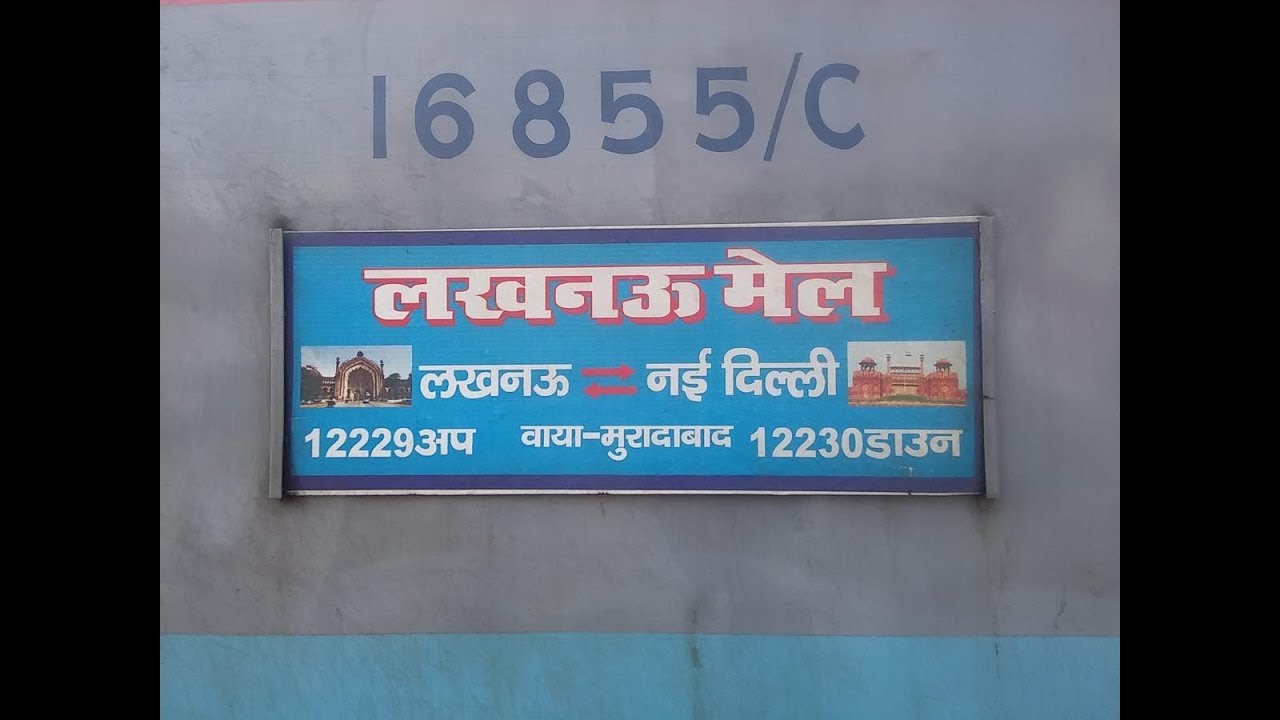 16855/C
लखनऊ मेल
लखनऊ ⇄ नई दिल्ली
12229अप वाया-मुरादाबाद 12230डाउन